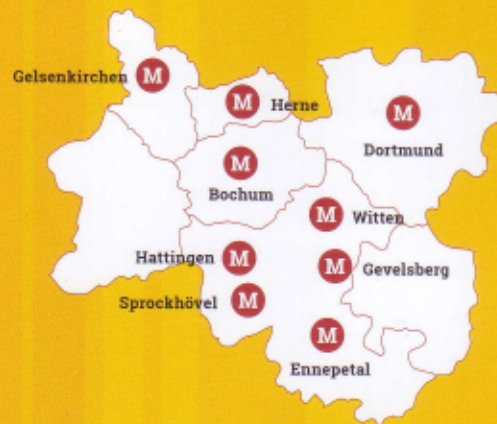 Gelsenkirchen M
M Herne
M
Dortmund
M
Bochum
M Witten
Hattingen M
M Gevelsberg
Sprockhövel M
M
Ennepetal